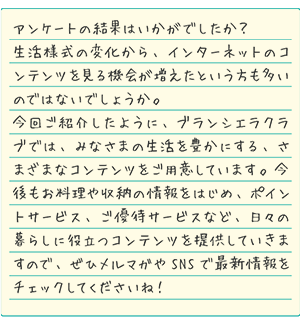 アンケートの結果はいかがでしたか?
生活様式の変化から、インターネットのコ
ンテンツを見る機会が増えたという方も多い
のではないでしょうか。
今回ご紹介したように、ブランシエラクラ
ブでは、みなさまの生活を豊かにする、さ
まざまなコンテンツをご用意しています。今
後もお料理や収納の情報をはじめ、ポイン
トサービス、ご優待サービスなど、日々の
暮らしに役立つコンテンツを提供していきま
すので、ぜひメルマガやSNSで最新情報を
チェックしてくださいね!